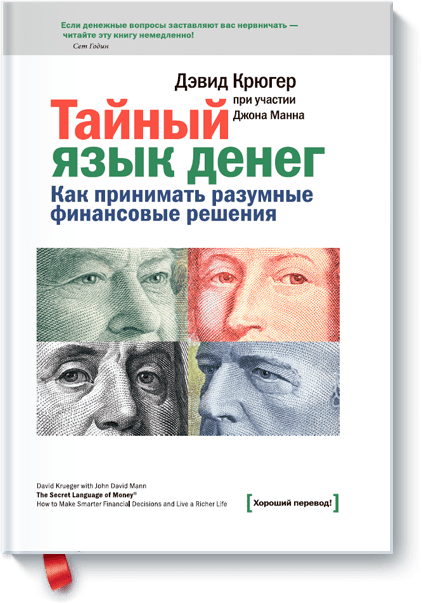 Если денежные вопросы заставляют вас нервничать —
читайте эту книгу немедленно!
Сет Годин
Дэвид Крюгер
при участии
Джона Манна
Тайный
язык денег
Как принимать разумные
финансовые решения
David Krueger with John David Mann
The Secret Language of Money®
How to Make Smarter Financial Decisions and Live a Richer Life
[Хороший перевод!]